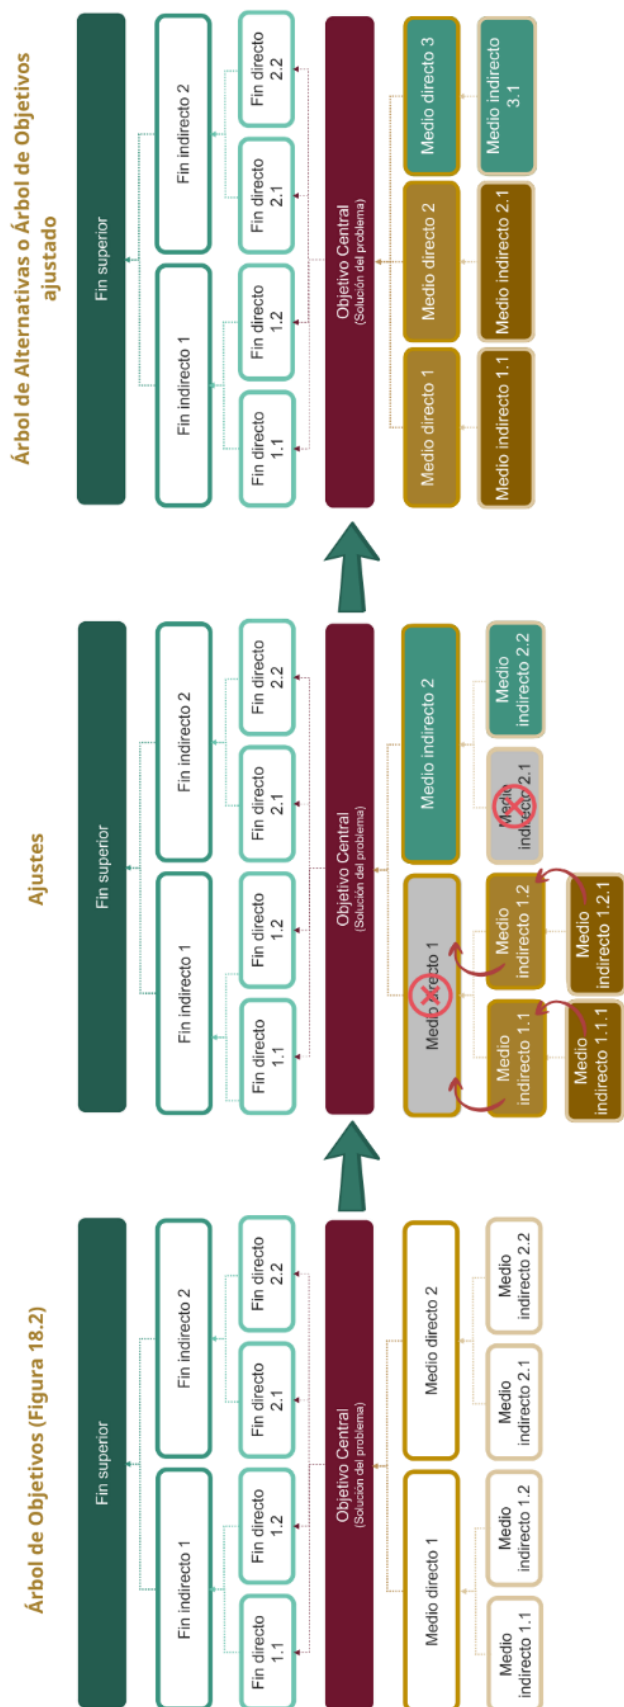 Árbol de Objetivos (Figura 18.2)
Fin superior
Fin indirecto 1
Fin indirecto 2
Fin directo
1.1
Fin directo
1.2
Fin directo
2.1
Fin directo
2.2
Objetivo Central
(Solución del problema)
Medio directo 1
Medio directo 2
Medio
indirecto 1.1
Medio
indirecto 1.2
Medio
indirecto 2.1
Medio
indirecto 2.2
Ajustes
Fin superior
Fin indirecto 1
Fin indirecto 2
Fin directo
1.1
Fin directo
1.2
Fin directo
2.1
Fin directo
2.2
Objetivo Central
(Solución del problema)
Medio directo 1
Medio indirecto 2
Medio
indirecto 1.1
Medio
indirecto 1.2
Medio
indirecto 2.1
Medio
indirecto 2.2
Medio
indirecto 1.1.1
Medio
indirecto 1.2.1
Árbol de Alternativas o Árbol de Objetivos
ajustado
Fin superior
Fin indirecto 1
Fin indirecto 2
Fin directo
1.1
Fin directo
1.2
Fin directo
2.1
Fin directo
2.2
Objetivo Central
(Solución del problema)
Medio directo 1
Medio directo 2
Medio directo 3
Medio indirecto 1.1
Medio indirecto 2.1
Medio indirecto
3.1